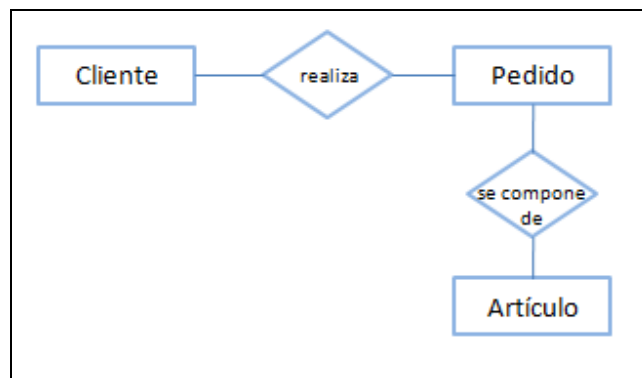 Cliente
realiza
Pedido
se compone
de
Artículo